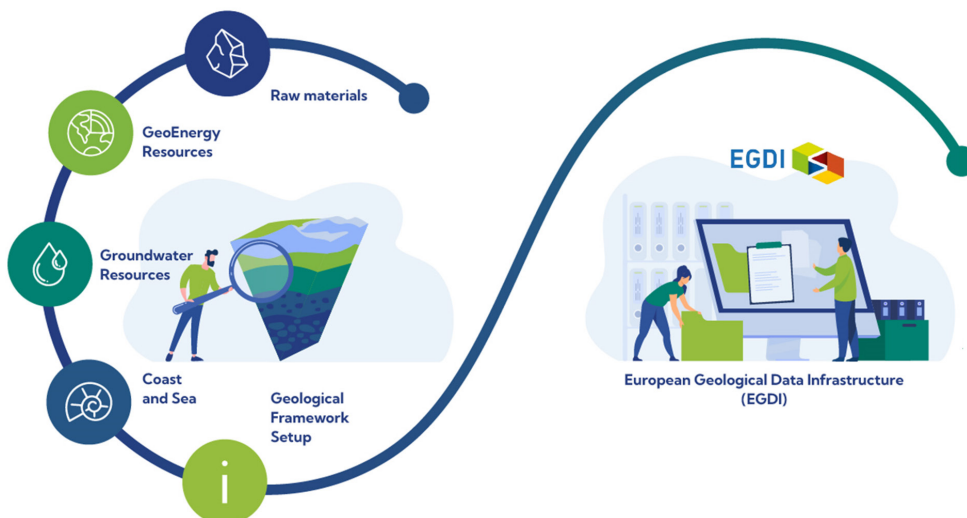 Raw materials
GeoEnergy
Resources
Groundwater
Resources
Coast
and Sea
Geological
Framework
Setup
i
EGDI
European Geological Data Infrastructure
(EGDI)